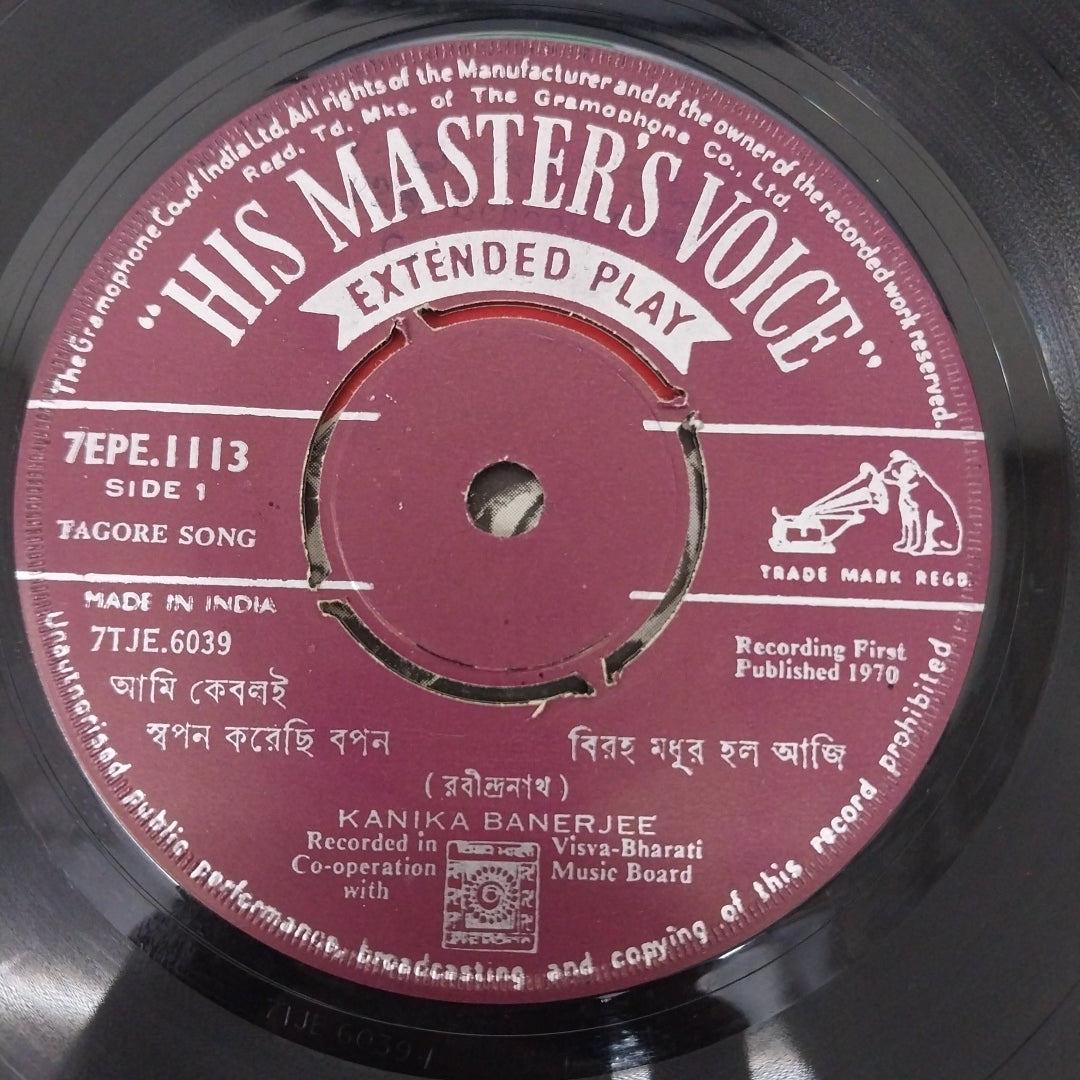 The Gramophone Co. of India Ltd. All rights of the Manufacturer and of the owner of the recorded work reserved.
Regd. Td. Mks. of The Gramophone Co., Ltd.
"HIS MASTER'S VOICE"
EXTENDED PLAY
7EPE.1113
SIDE 1
TAGORE SONG
TRADE MARK REGD
MADE IN INDIA
7TJE.6039
Recording First
Published 1970
আমি কেবলই
স্বপন করেছি বপন
বিরহ মধুর হল আজি
(রবীন্দ্রনাথ)
KANIKA BANERJEE
Recorded in
Co-operation
with
Visva-Bharati
Music Board
Unauthorised public performance, broadcasting and copying of this record prohibited
7TJE 6039-1